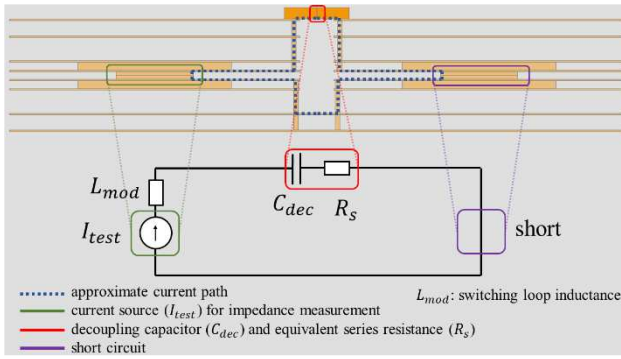 L_mod
C_dec
R_s
I_test
short
approximate current path
L_mod: switching loop inductance
current source (I_test) for impedance measurement
decoupling capacitor (C_dec) and equivalent series resistance (R_s)
short circuit